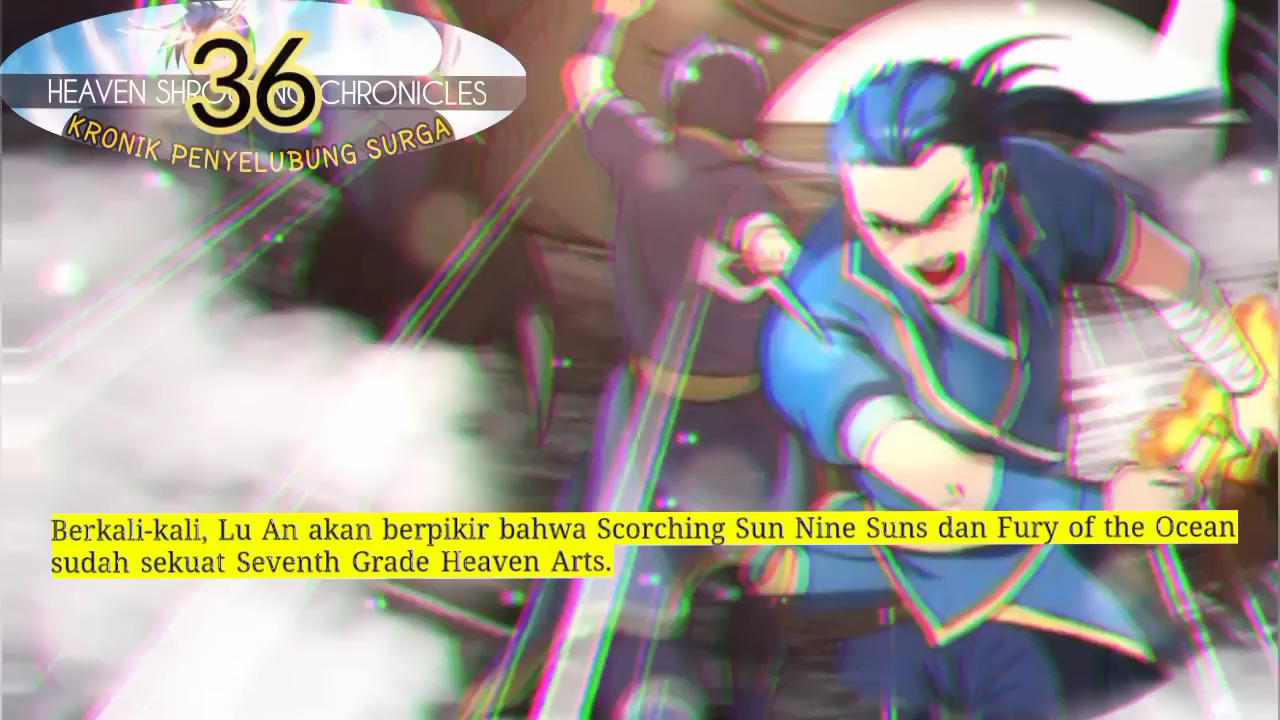 36
HEAVEN SHRO NG CHRONICLES
KRONIK PENYELUBUNG SURGA
Berkali-kali, Lu An akan berpikir bahwa Scorching Sun Nine Suns dan Fury of the Ocean
sudah sekuat Seventh Grade Heaven Arts.